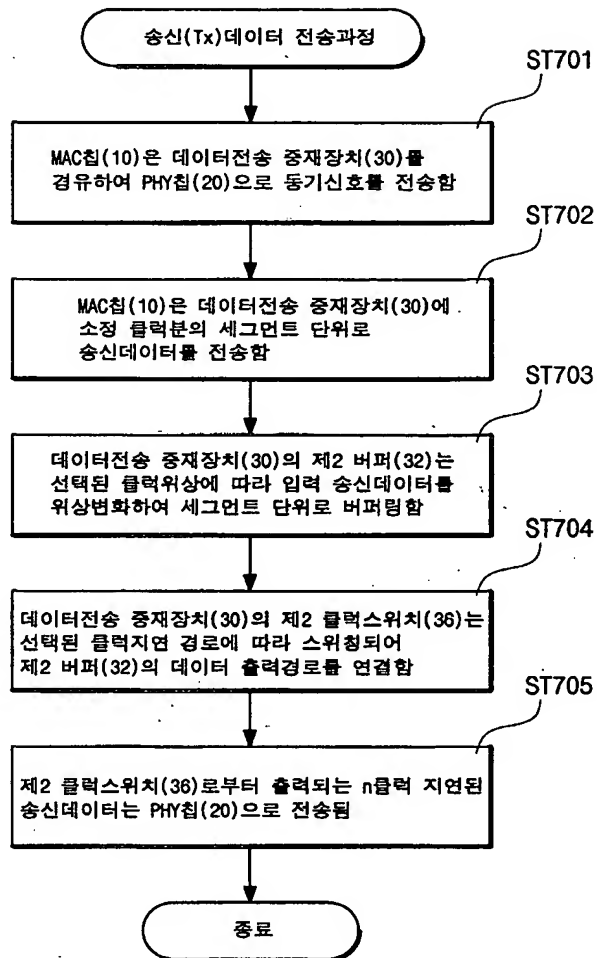 송신(Tx)데이터 전송과정
ST701
MAC칩(10)은 데이터전송 중재장치(30)를
경유하여 PHY칩(20)으로 동기신호를 전송함
ST702
MAC칩(10)은 데이터전송 중재장치(30)에
소정 클럭분의 세그먼트 단위로
송신데이터를 전송함
ST703
데이터전송 중재장치(30)의 제2 버퍼(32)는
선택된 클럭위상에 따라 입력 송신데이터를
위상변화하여 세그먼트 단위로 버퍼링함
ST704
데이터전송 중재장치(30)의 제2 클럭스위치(36)는
선택된 클럭지연 경로에 따라 스위칭되어
제2 버퍼(32)의 데이터 출력경로를 연결함
ST705
제2 클럭스위치(36)로부터 출력되는 n클럭 지연된
송신데이터는 PHY칩(20)으로 전송됨
종료